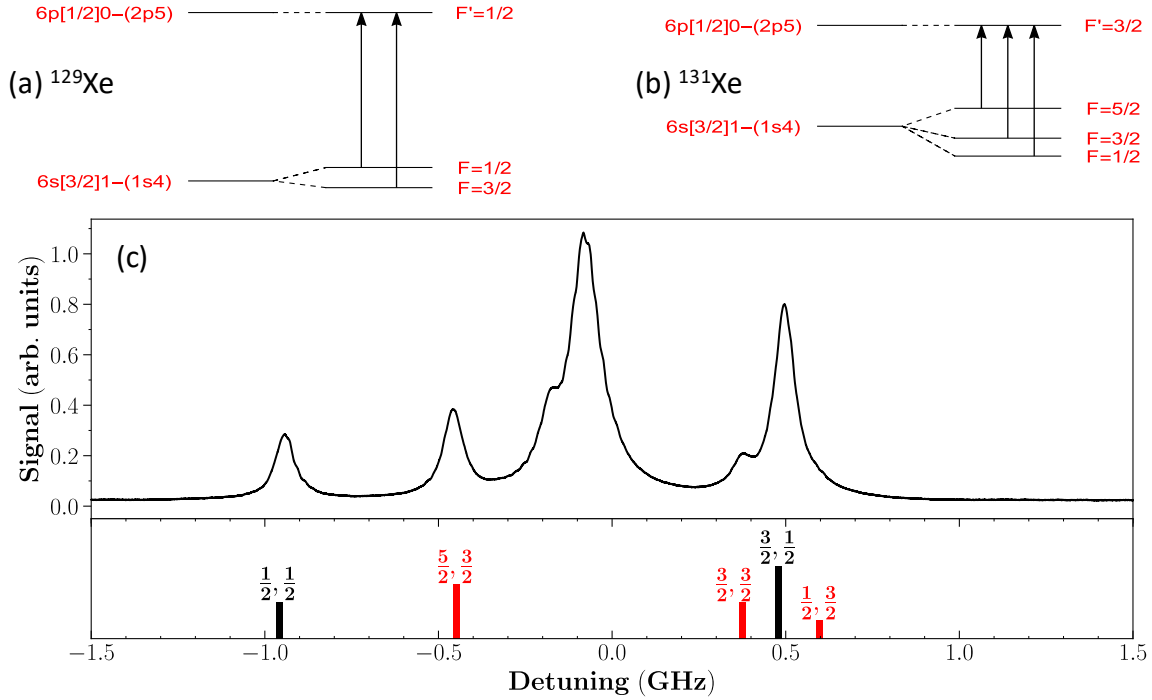 6p[1/2]0−(2p5)
F'=1/2
(a) ¹²⁹Xe
6s[3/2]1−(1s4)
F=1/2
F=3/2
6p[1/2]0−(2p5)
F'=3/2
(b) ¹³¹Xe
6s[3/2]1−(1s4)
F=5/2
F=3/2
F=1/2
(c)
Signal (arb. units)
1.0
0.8
0.6
0.4
0.2
0.0
1/2, 1/2
5/2, 3/2
3/2, 3/2
3/2, 1/2
1/2, 3/2
−1.5 −1.0 −0.5 0.0 0.5 1.0 1.5
Detuning (GHz)